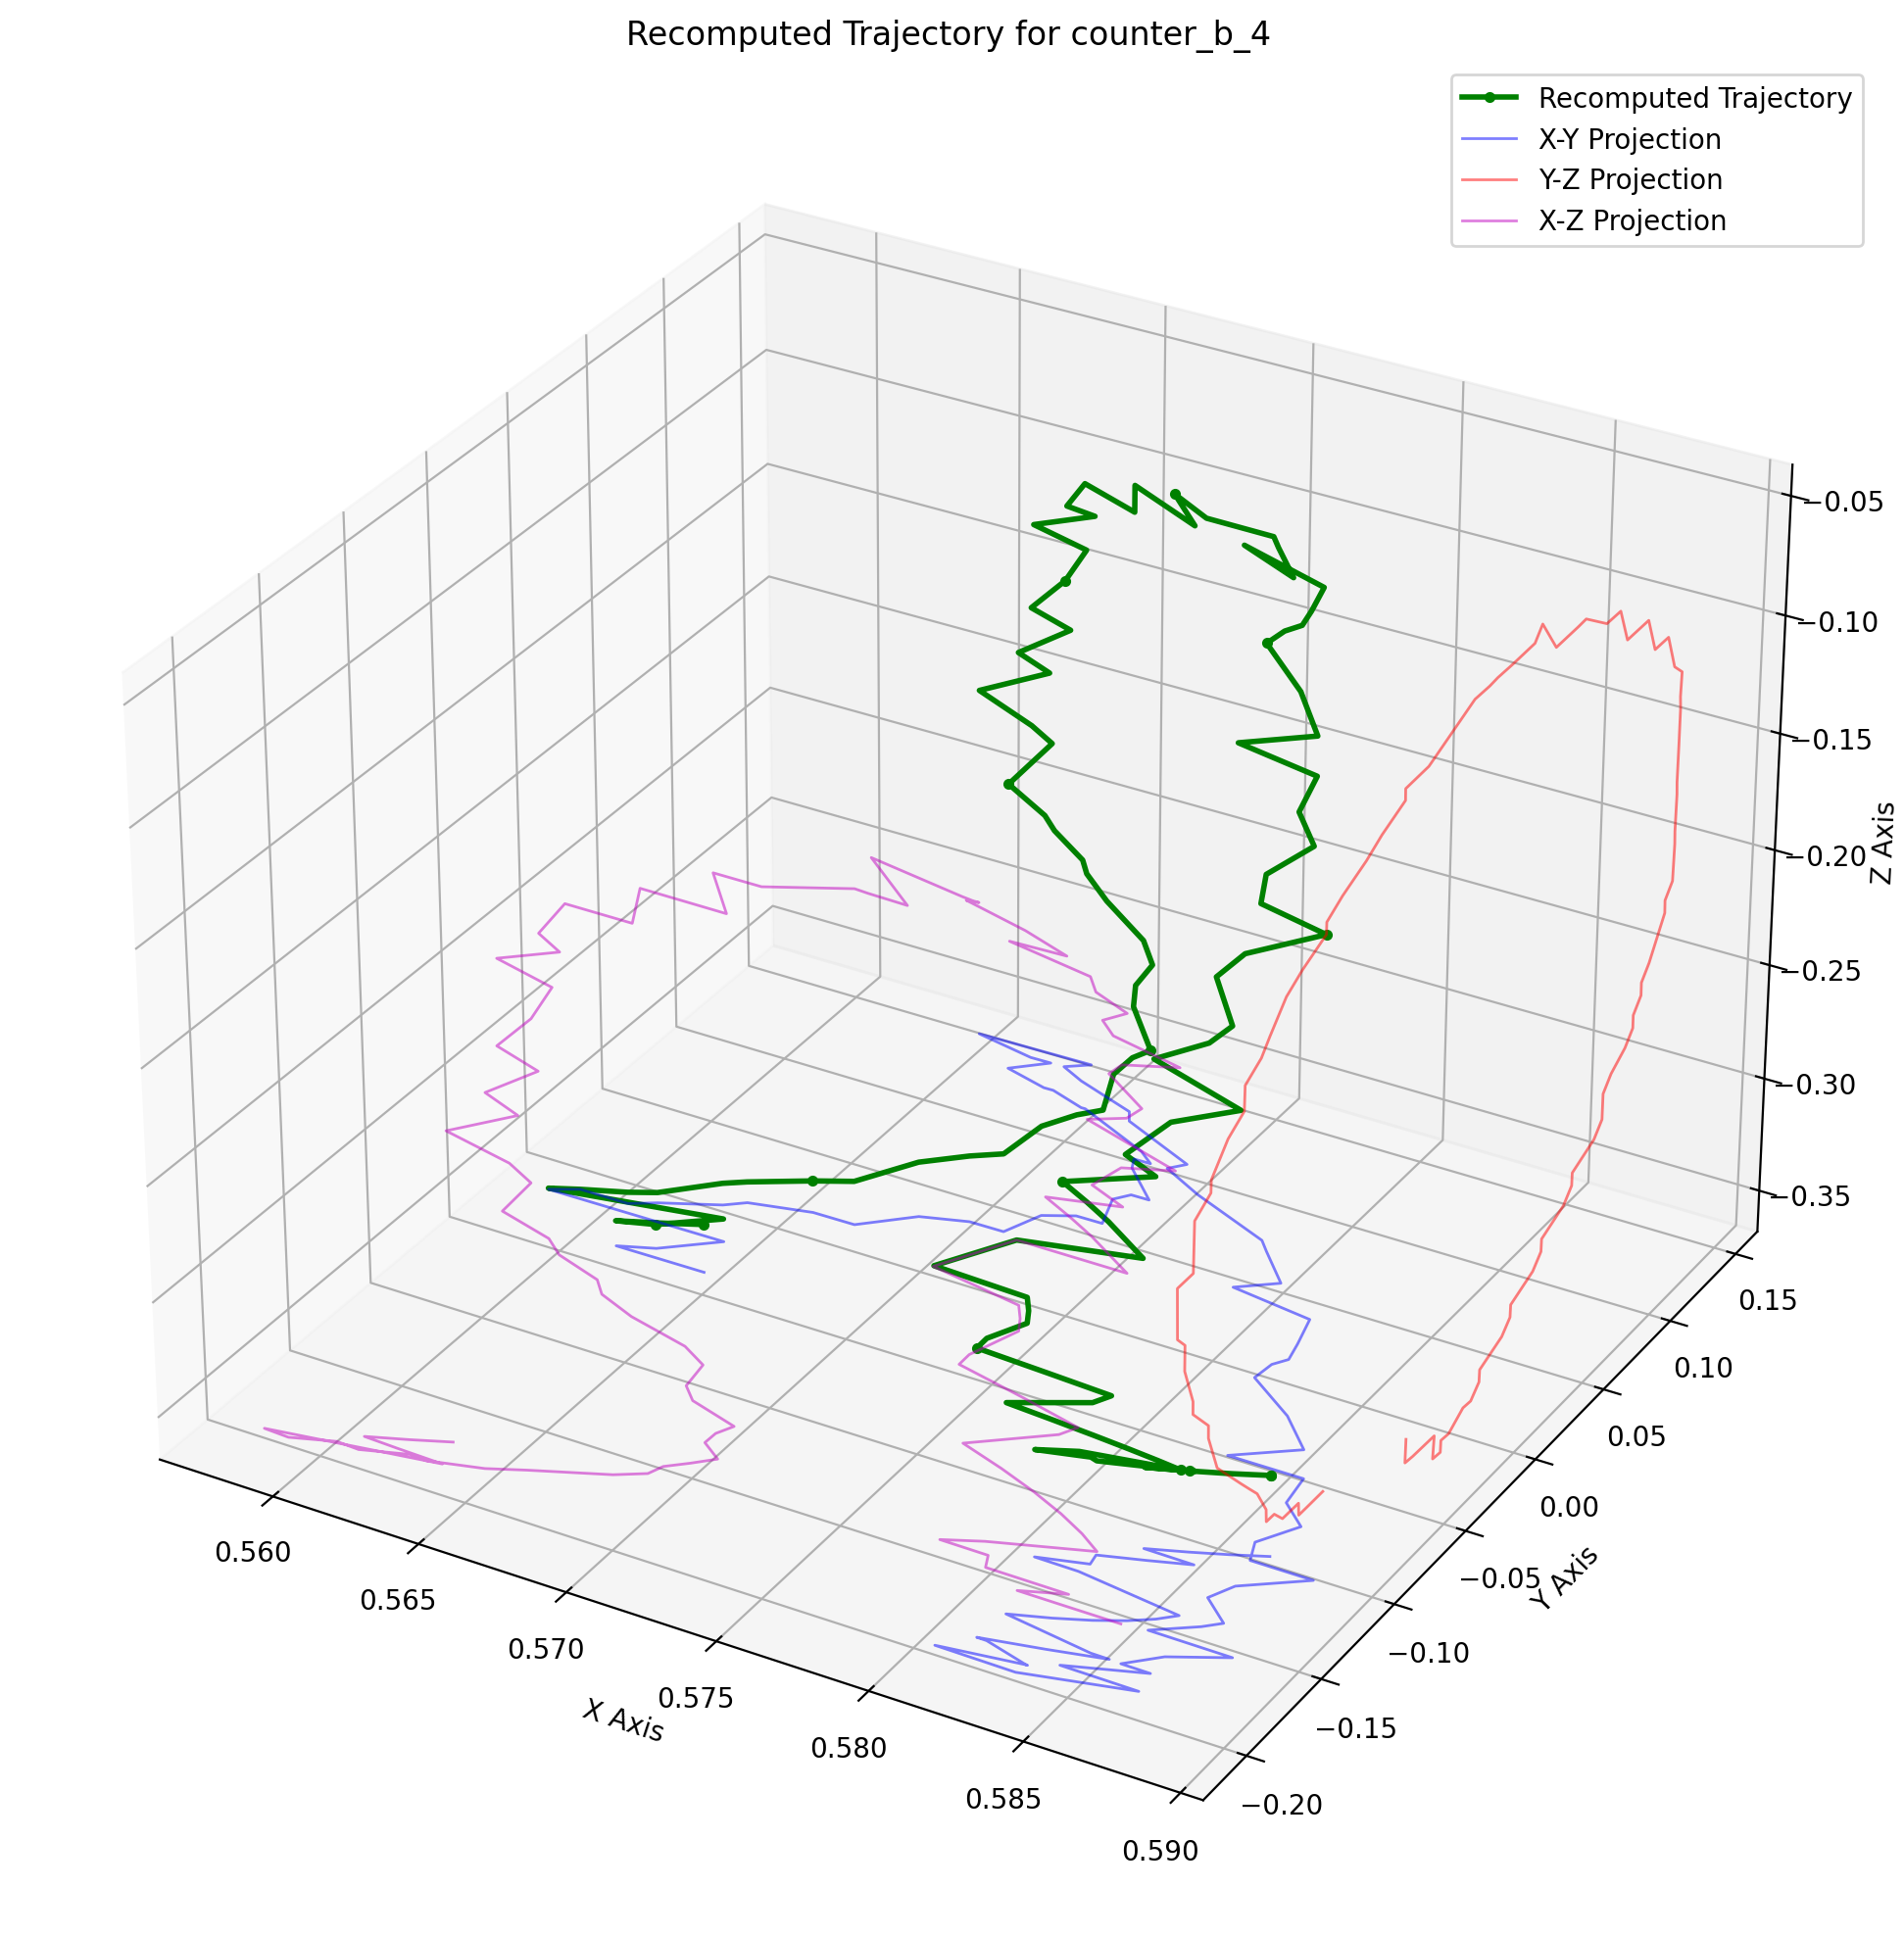 Recomputed Trajectory for counter_b_4
Recomputed Trajectory
X-Y Projection
Y-Z Projection
X-Z Projection
−0.05
−0.10
−0.15
−0.20
−0.25
−0.30
−0.35
Z Axis
0.15
0.10
0.05
0.00
−0.05
−0.10
−0.15
−0.20
Y Axis
0.560
0.565
0.570
0.575
0.580
0.585
0.590
X Axis